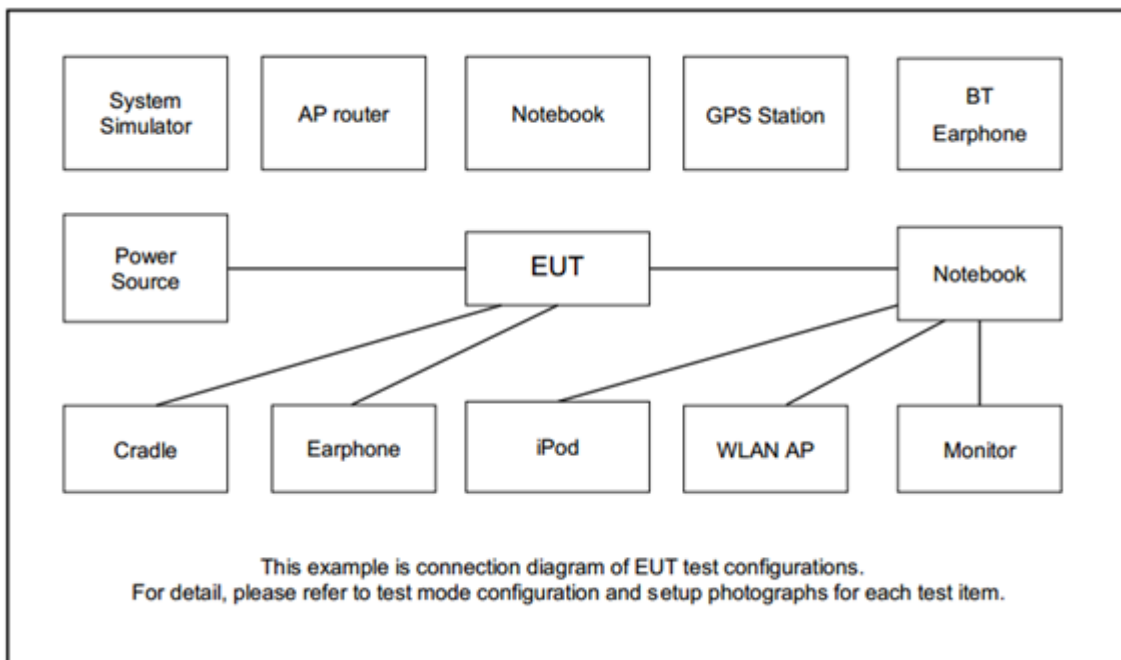 System
Simulator
AP router
Notebook
GPS Station
BT
Earphone
Power
Source
EUT
Notebook
Cradle
Earphone
iPod
WLAN AP
Monitor
This example is connection diagram of EUT test configurations.
For detail, please refer to test mode configuration and setup photographs for each test item.